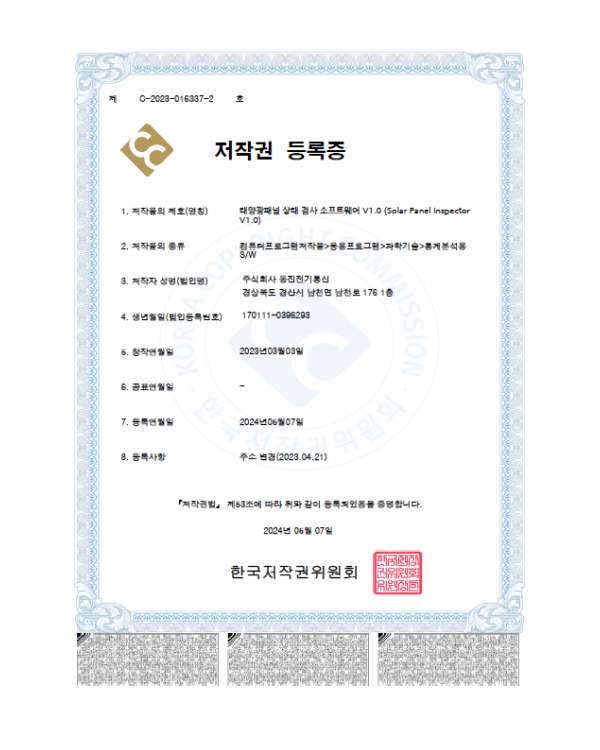 제 C-2023-016337-2 호
저작권 등록증
1. 저작물의 제호(명칭) 태양광패널 상태 검사 소프트웨어 V1.0 (Solar Panel Inspector V1.0)
2. 저작물의 종류 컴퓨터프로그램저작물>응용프로그램>과학기술>통계분석용 S/W
3. 저작자 성명(법인명) 주식회사 동진전기통신
경상북도 경산시 남천면 남천로 176 1층
4. 생년월일(법인등록번호) 170111-0396293
5. 창작연월일 2023년03월03일
6. 공표연월일 -
7. 등록연월일 2024년06월07일
8. 등록사항 주소 변경(2023.04.21)
『저작권법』 제53조에 따라 위와 같이 등록되었음을 증명합니다.
2024년 06월 07일
한국저작권위원회
KOREA COPYRIGHT COMMISSION
한국저작권위원회